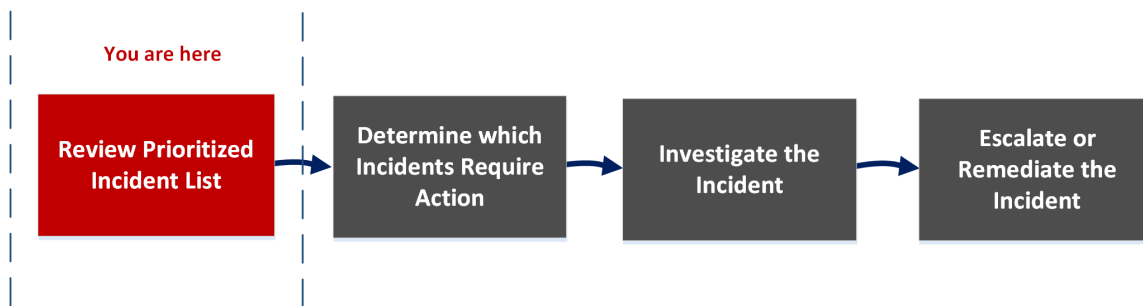 You are here
Review Prioritized
Incident List
Determine which
Incidents Require
Action
Investigate the
Incident
Escalate or
Remediate the
Incident